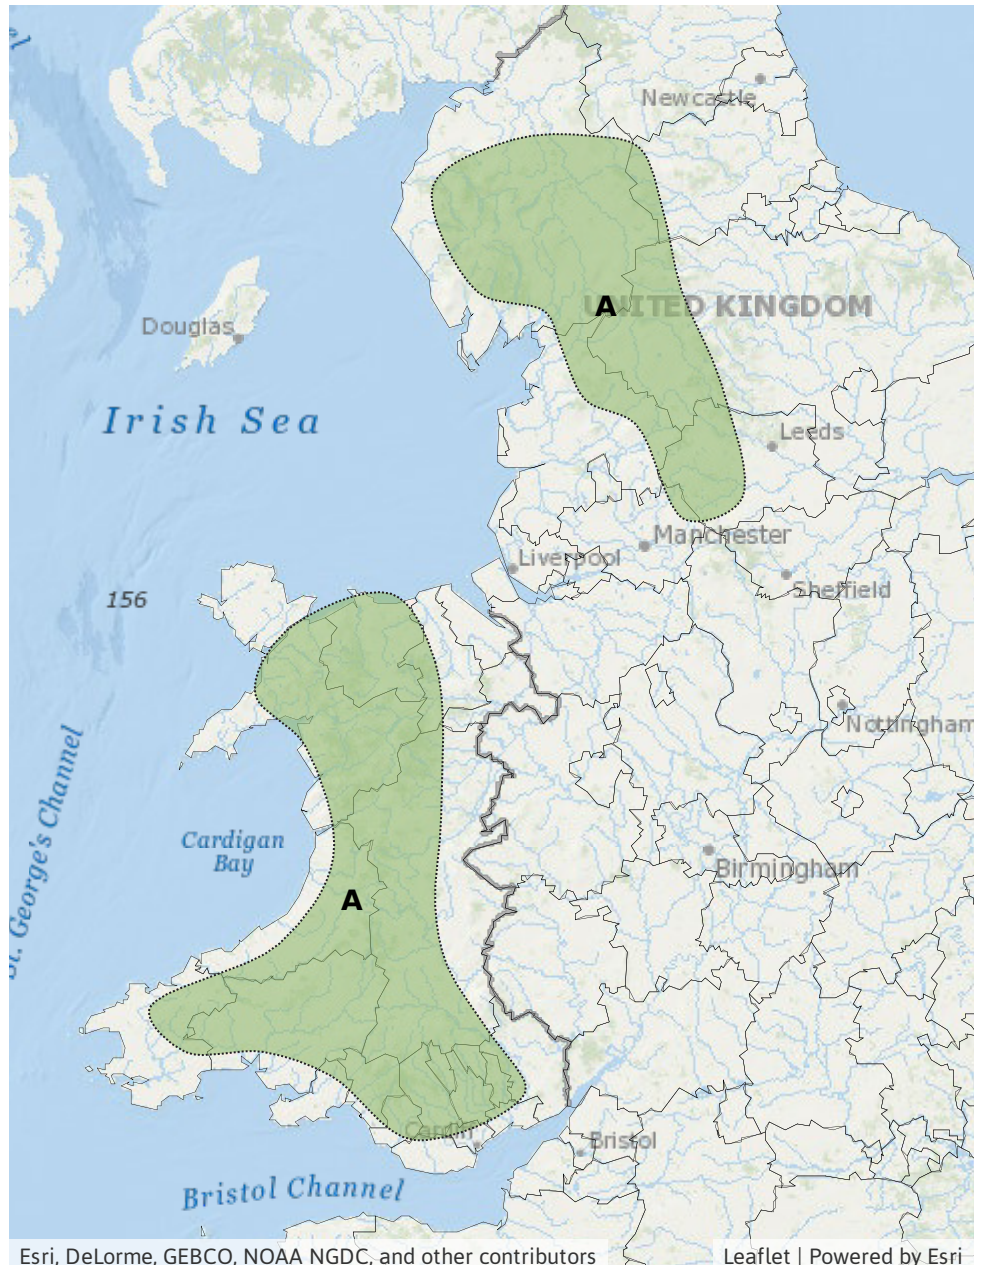 Newcastle
A
UNITED KINGDOM
Douglas
Irish Sea
Leeds
Manchester
Liverpool
Sheffield
156
Nottingham
St. George's Channel
Cardigan
Bay
Birmingham
A
Cardiff
Bristol
Bristol Channel
Esri, DeLorme, GEBCO, NOAA NGDC, and other contributors
Leaflet | Powered by Esri